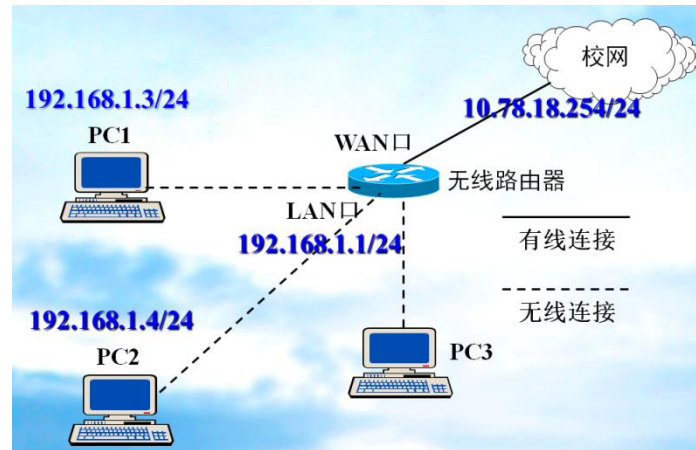 校网
192.168.1.3/24
10.78.18.254/24
PC1
WAN口
无线路由器
LAN口
192.168.1.1/24
有线连接
192.168.1.4/24
无线连接
PC2
PC3